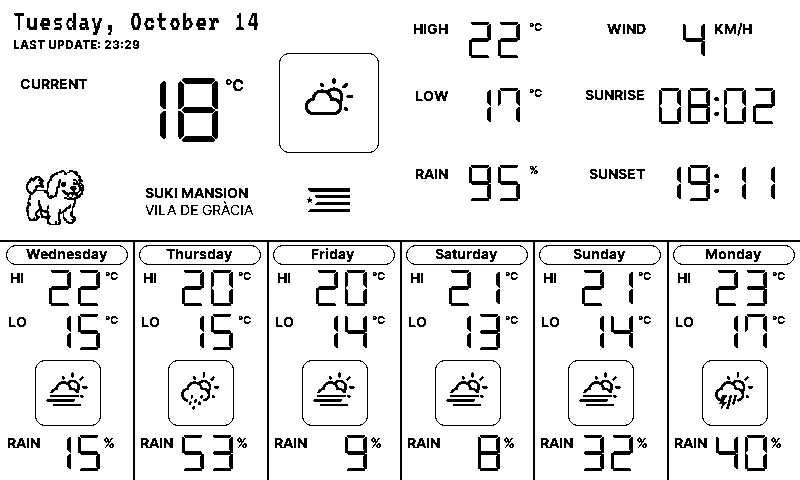 Tuesday, October 14
LAST UPDATE: 23:29
CURRENT 18 °C
SUKI MANSION
VILA DE GRÀCIA
HIGH 22 °C
LOW 17 °C
RAIN 95 %
WIND 4 KM/H
SUNRISE 08:02
SUNSET 19:11
Wednesday
HI 22 °C
LO 15 °C
RAIN 15 %
Thursday
HI 20 °C
LO 15 °C
RAIN 53 %
Friday
HI 20 °C
LO 14 °C
RAIN 9 %
Saturday
HI 21 °C
LO 13 °C
RAIN 8 %
Sunday
HI 21 °C
LO 14 °C
RAIN 32 %
Monday
HI 23 °C
LO 17 °C
RAIN 40 %